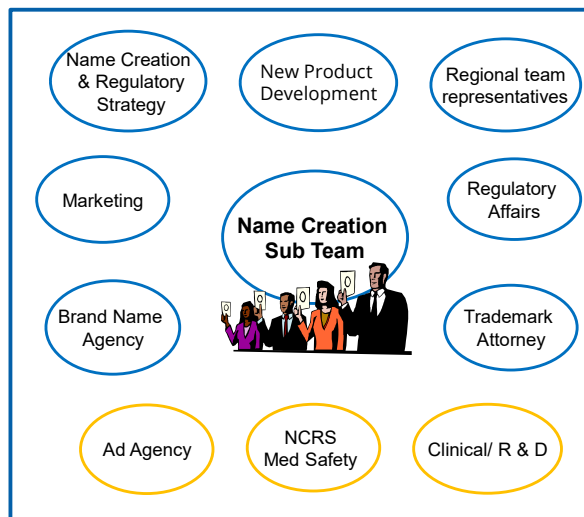 Name Creation
& Regulatory
Strategy
New Product
Development
Regional team
representatives
Marketing
Name Creation
Sub Team
Regulatory
Affairs
Brand Name
Agency
Trademark
Attorney
Ad Agency
NCRS
Med Safety
Clinical/ R & D